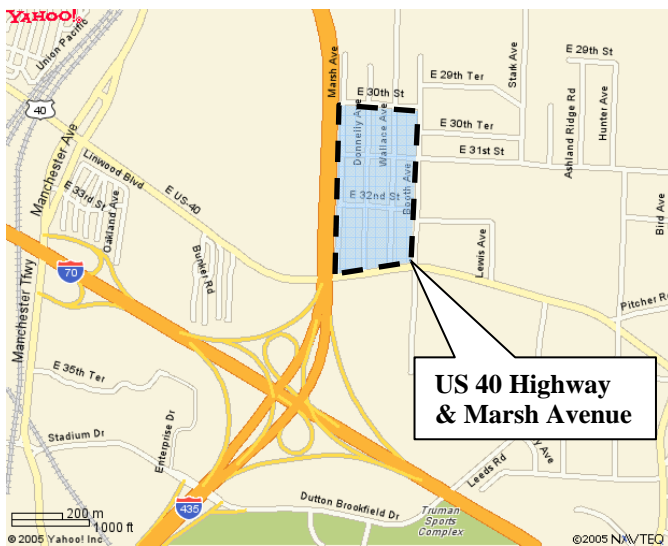 YAHOO!
Union Pacific
Marsh Ave
E 29th St
E 29th Ter
Stark Ave
E 30th St
40
Manchester Ave
Donnelly Ave
Wallace Ave
E 30th Ter
E 31st St
Ashland Ridge Rd
Hunter Ave
Linwood Blvd
E US-40
E 33rd St
Oakland Ave
E 32nd St
Booth Ave
Bird Ave
Lewis Ave
Bunker Rd
70
Manchester Tfwy
Pitcher Rd
US 40 Highway
& Marsh Avenue
E 35th Ter
Enterprise Dr
Stadium Dr
Leeds Rd
Ave
435
Dutton Brookfield Dr
Truman
Sports
Complex
200 m
1000 ft
©2005 Yahoo! Inc
©2005 NAVTEQ